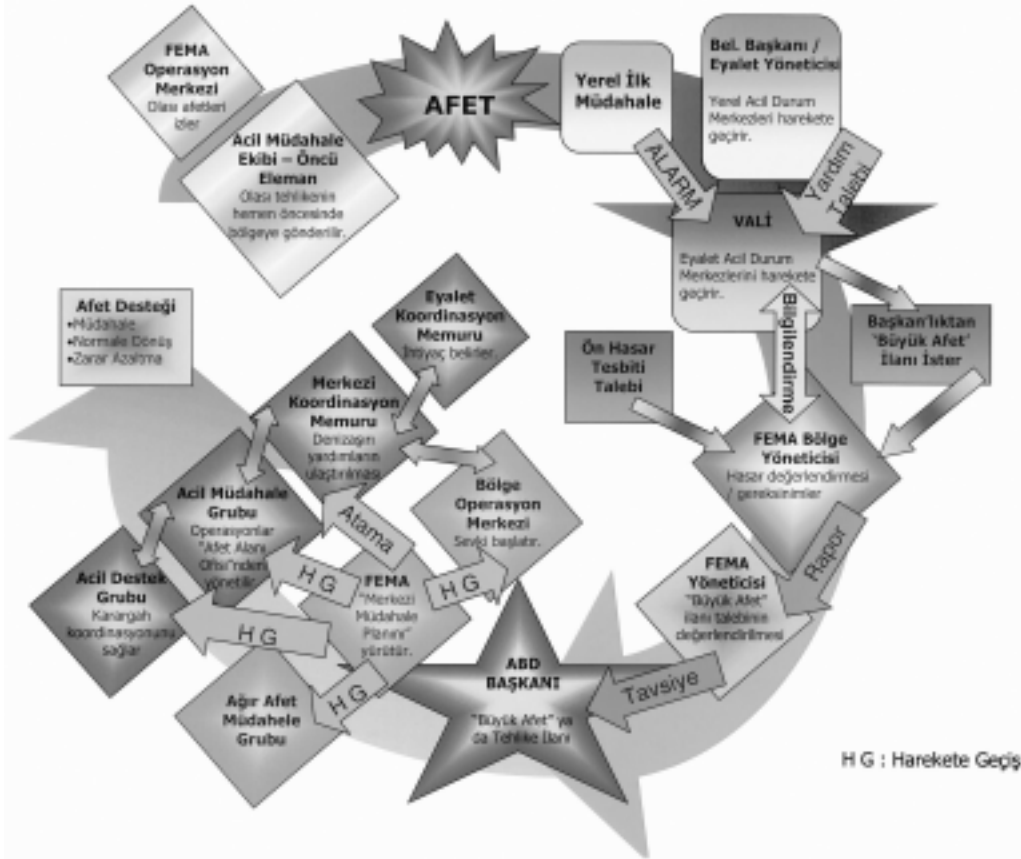 FEMA
Operasyon
Merkezi
Olası afetleri
izler
Acil Müdahale
Ekibi – Öncü
Eleman
Olası tehlikenin
hemen öncesinde
bölgeye gönderilir.
AFET
Yerel İlk
Müdahale
Bel. Başkanı /
Eyalet Yöneticisi
Yerel Acil Durum
Merkezleri harekete
geçirir.
ALARM
Yardım
Talebi
VALİ
Eyalet Acil Durum
Merkezlerini harekete
geçirir.
Bilgilendirme
Başkan'lıktan
'Büyük Afet'
İlanı İster
Ön Hasar
Tesbiti
Talebi
FEMA Bölge
Yöneticisi
Hasar değerlendirmesi
/ gereksinimler
Rapor
FEMA
Yöneticisi
"Büyük Afet"
ilanı talebinin
değerlendirilmesi
Tavsiye
ABD
BAŞKANI
"Büyük Afet" ya
da Tehlike İlanı
FEMA
"Merkezi
Müdahale
Planını"
yürütür.
Atama
H G
H G
H G
H G
Bölge
Operasyon
Merkezi
Sevki başlatır.
Eyalet
Koordinasyon
Memuru
İhtiyaç belirler.
Merkezi
Koordinasyon
Memuru
Denizaşırı
yardımların
ulaştırılması
Acil Müdahale
Grubu
Operasyonlar
"Afet Alanı
Ofisi"nden
yönetilir.
Acil Destek
Grubu
Karargah
koordinasyonunu
sağlar
Ağır Afet
Müdahele
Grubu
Afet Desteği
•Müdahale
•Normale Dönüş
•Zarar Azaltma
H G : Harekete Geçiş